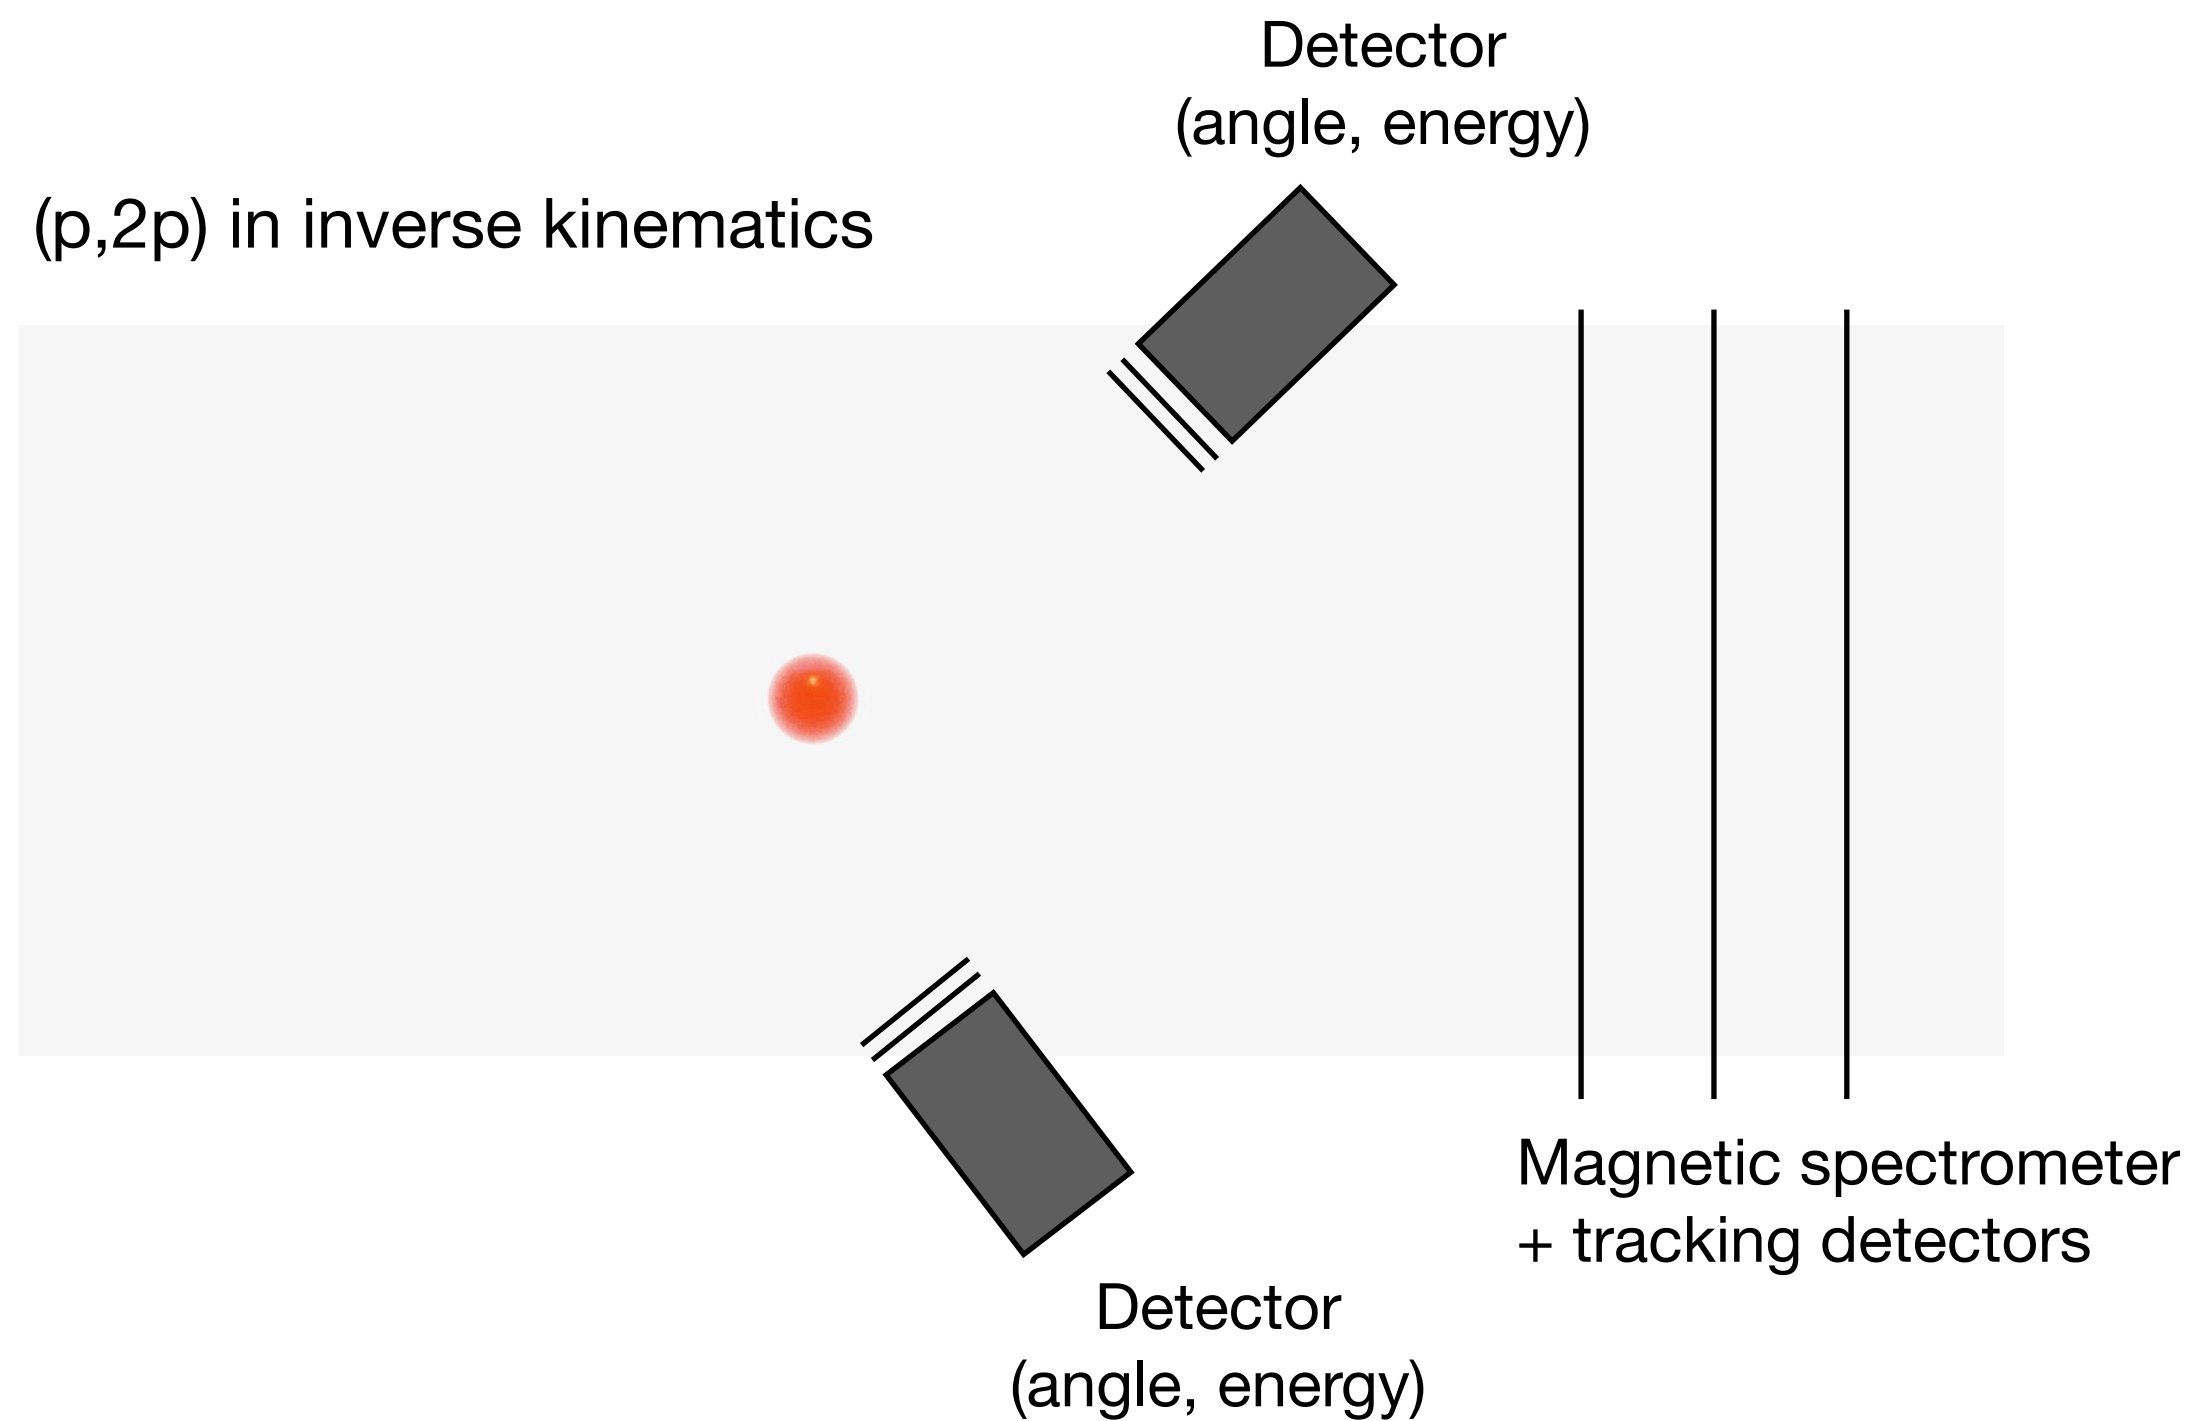 Detector
(angle, energy)
(p,2p) in inverse kinematics
Magnetic spectrometer
+ tracking detectors
Detector
(angle, energy)